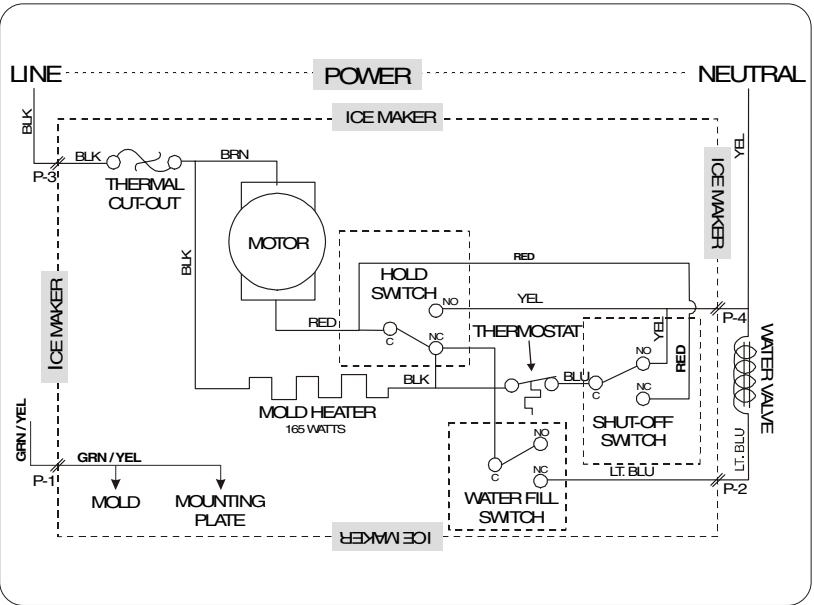 LINE POWER NEUTRAL
BLK
ICE MAKER
YEL
P-3
BLK
THERMAL
CUT-OUT
BRN
ICE MAKER
MOTOR
BLK
RED
HOLD
SWITCH
NO
YEL
P-4
RED
C
NC
THERMOSTAT
YEL
RED
WATER VALVE
ICE MAKER
BLK
BLU
C
NO
NC
SHUT-OFF
SWITCH
MOLD HEATER
165 WATTS
GRN / YEL
GRN / YEL
P-1
MOLD
MOUNTING
PLATE
NO
C
NC
LT. BLU
LT. BLU
P-2
WATER FILL
SWITCH
ICE MAKER